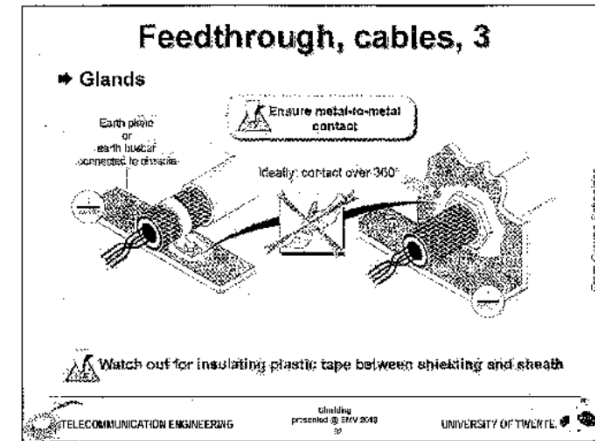 Feedthrough, cables, 3
Glands
Ensure metal-to-metal
contact
Earth plane
or
earth busbar
connected to chassis
Ideally: contact over 360°
Watch out for insulating plastic tape between shielding and sheath
TELECOMMUNICATION ENGINEERING
Shielding
presented @ EMV 2013
UNIVERSITY OF TWENTE.